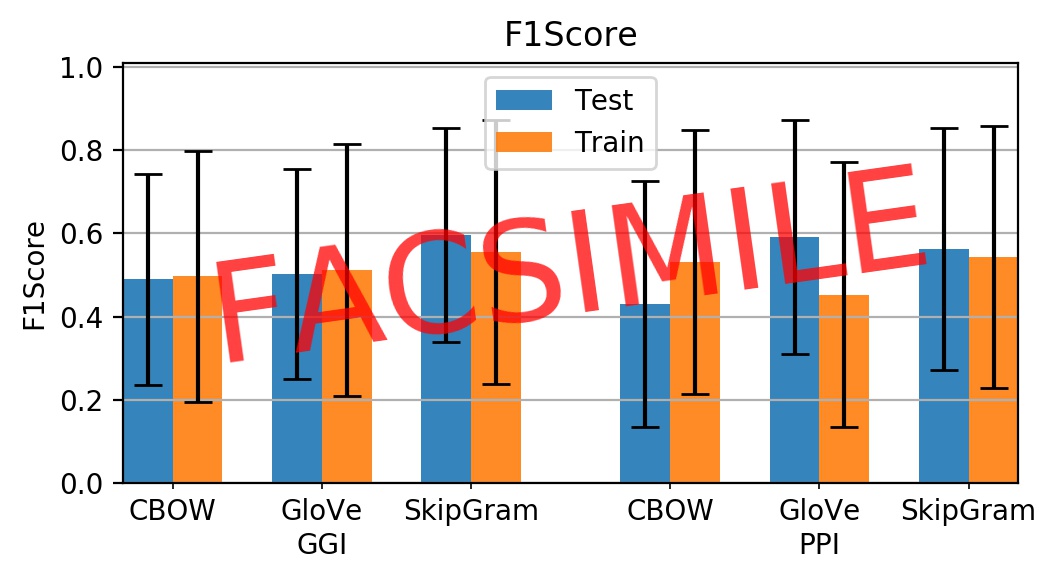 F1Score
1.0
0.8
0.6
0.4
0.2
0.0
F1Score
Test
Train
FACSIMILE
CBOW GloVe SkipGram CBOW GloVe SkipGram
GGI PPI